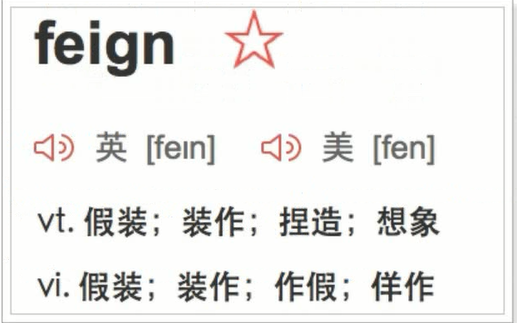 feign
英 [feɪn] 美 [fen]
vt. 假装；装作；捏造；想象
vi. 假装；装作；作假；佯作